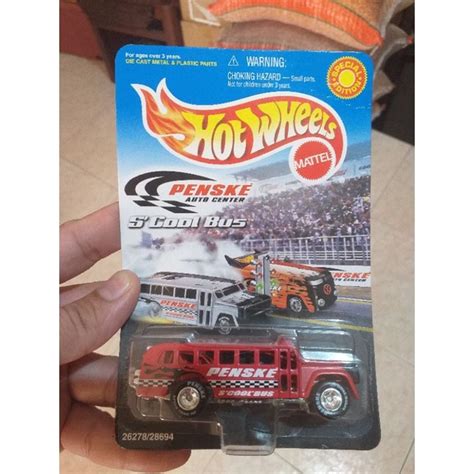 For ages over 3 years.
DIE CAST METAL & PLASTIC PARTS
WARNING:
CHOKING HAZARD — Small parts.
Not for children under 3 years.
SPECIAL EDITION
Hot Wheels
MATTEL
PENSKE
AUTO CENTER
S'Cool Bus
PENSKE
PENSKE
PENSKE
S'COOL BUS
26278/28694